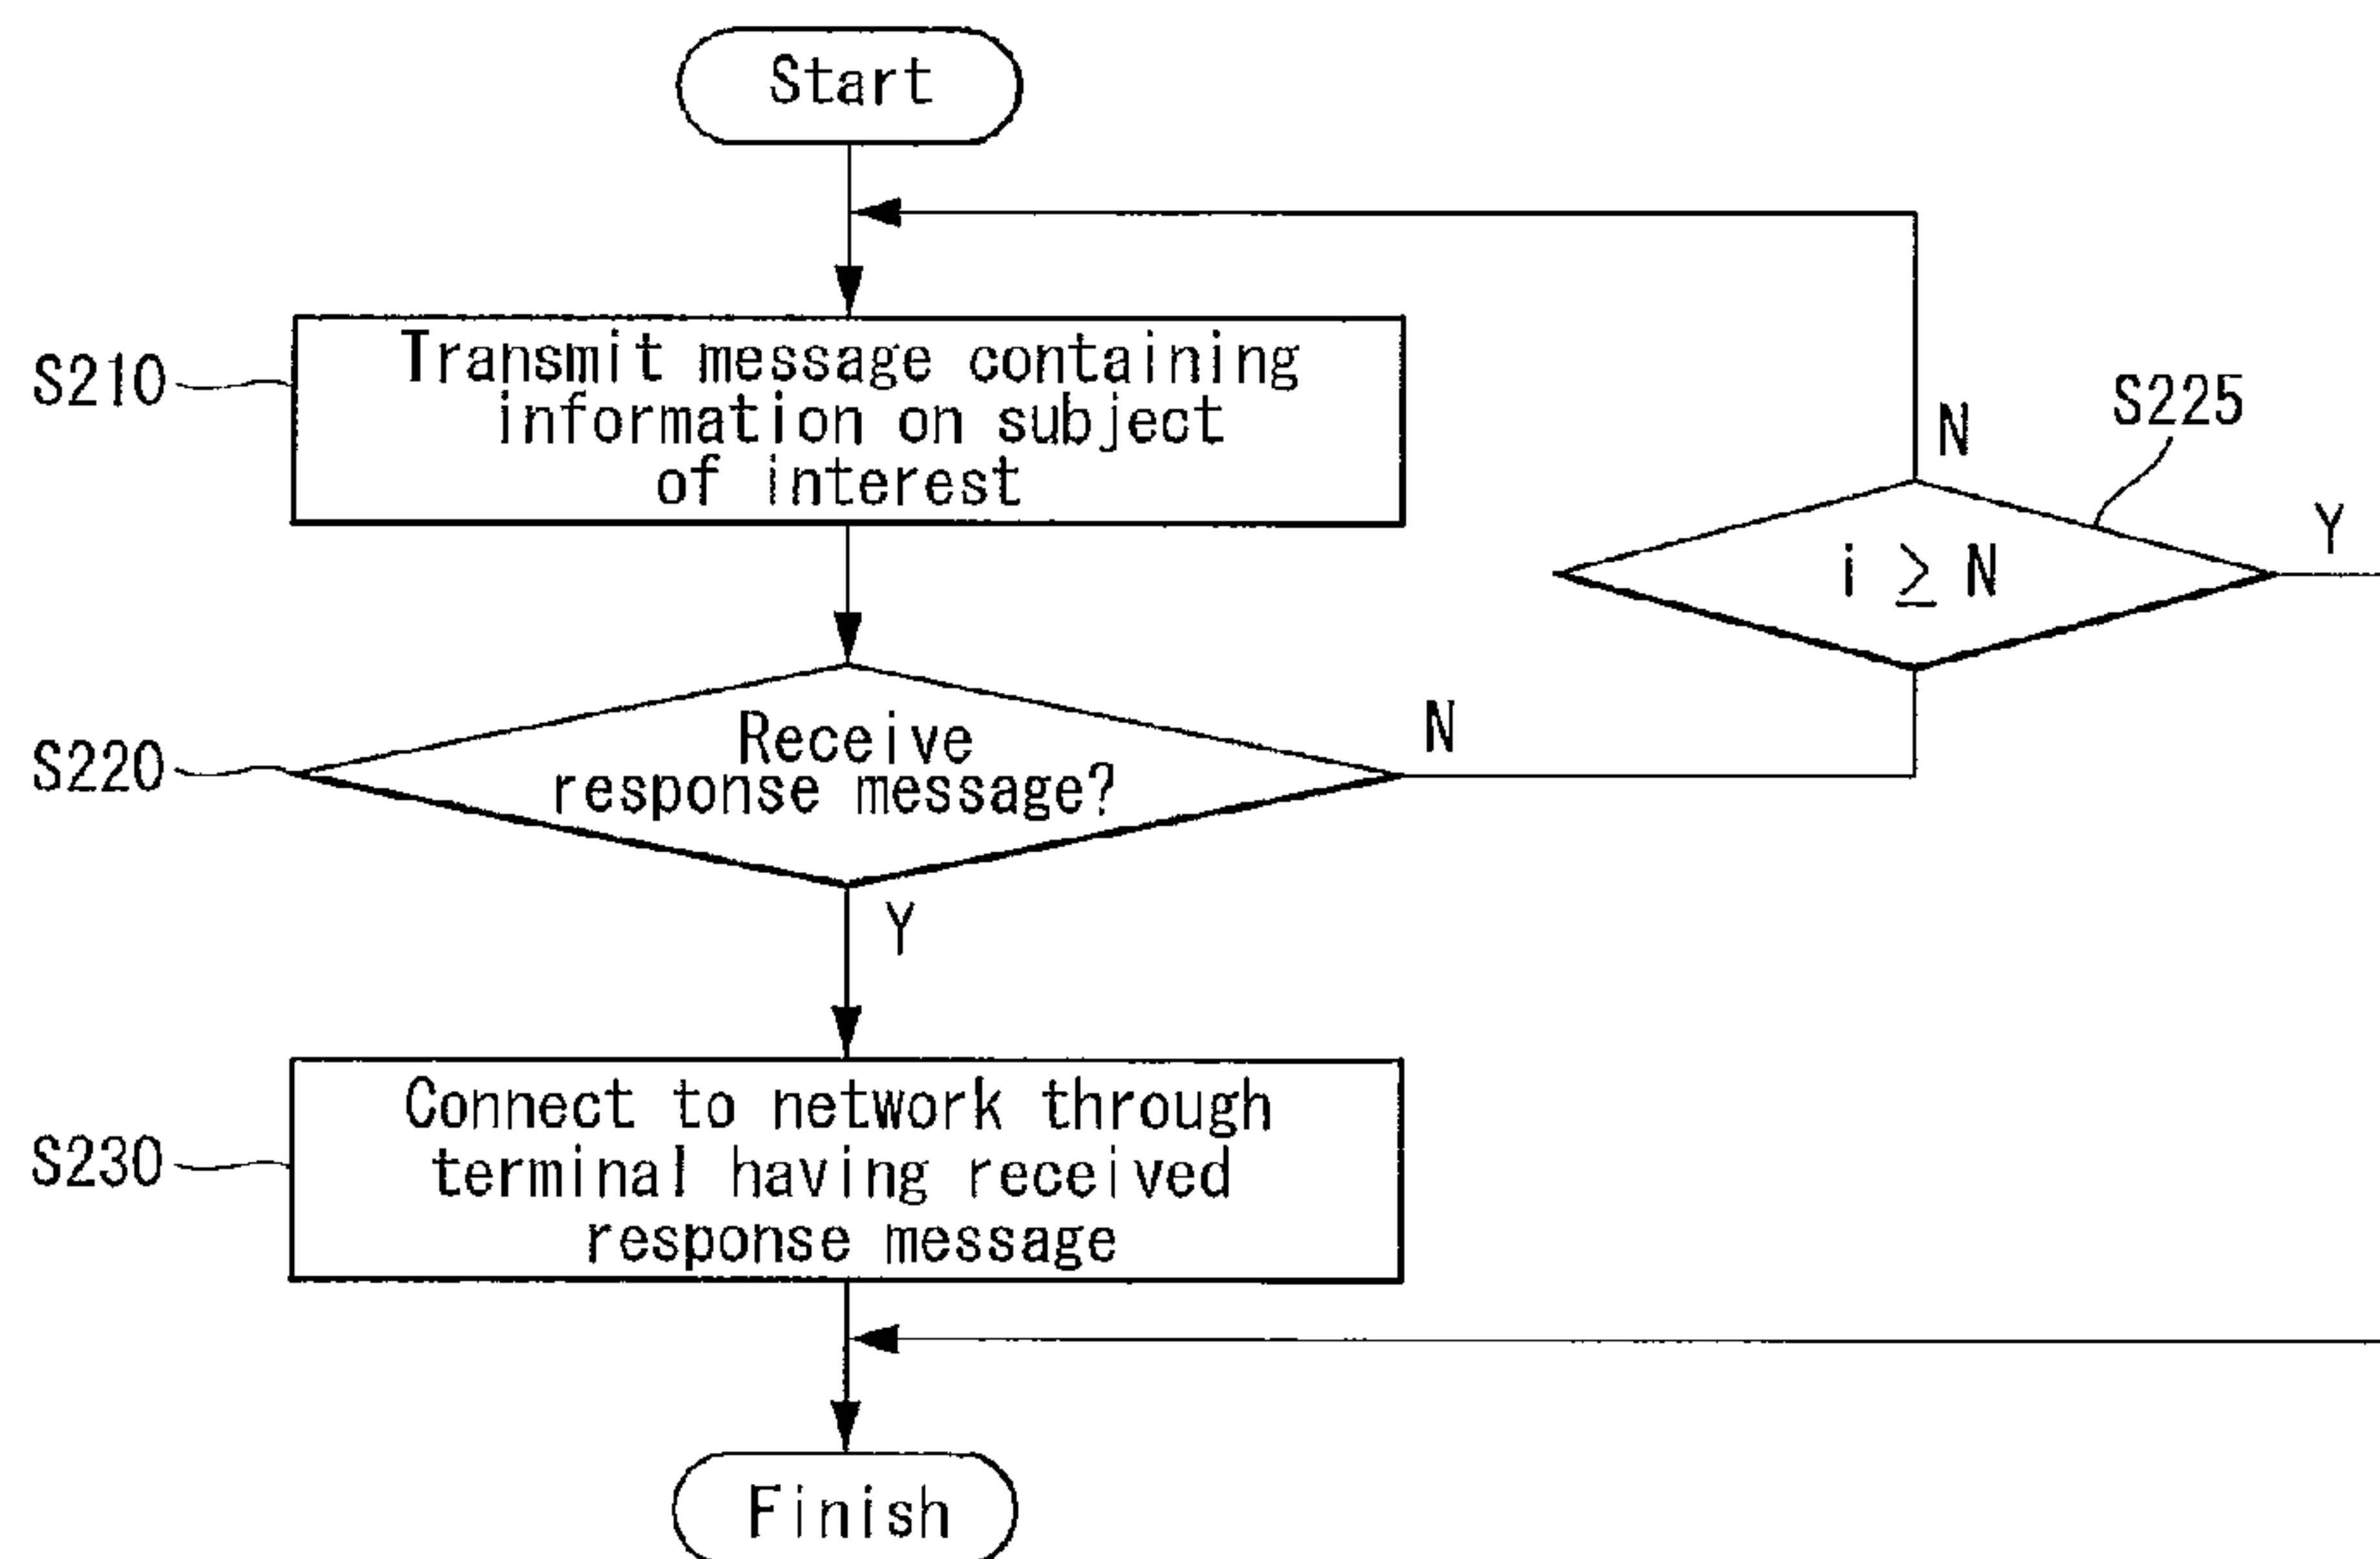 Start
S210
Transmit message containing
information on subject
of interest
S225
N
i ≥ N
Y
S220
Receive
response message?
N
Y
S230
Connect to network through
terminal having received
response message
Finish